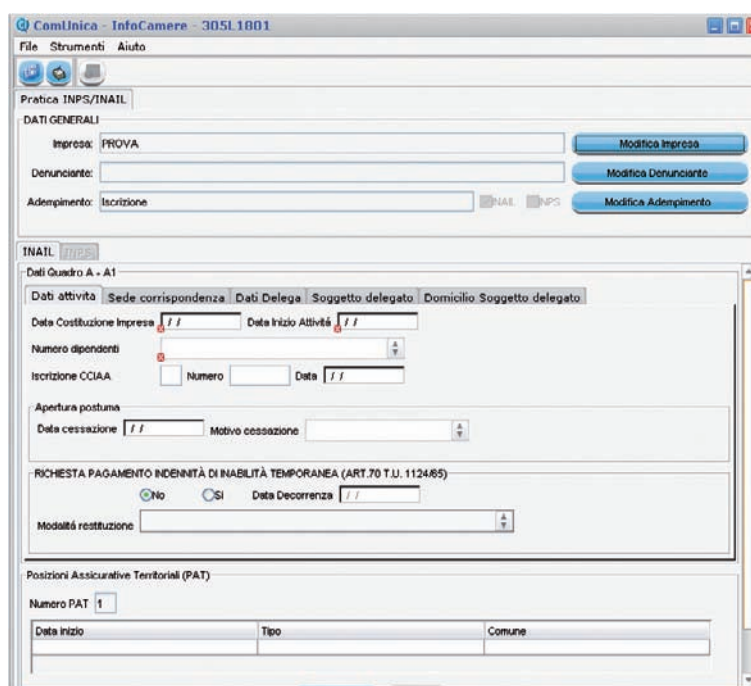 ComUnica - InfoCamere - 305L1801
File Strumenti Aiuto
Pratica INPS/INAIL
DATI GENERALI
Impresa: PROVA Modifica Impresa
Denunciante: Modifica Denunciante
Adempimento: Iscrizione INAIL INPS Modifica Adempimento
INAIL INPS
Dati Quadro A - A1
Dati attivita Sede corrispondenza Dati Delega Soggetto delegato Domicilio Soggetto delegato
Data Costituzione Impresa / / Data Inizio Attivitá / /
Numero dipendenti
Iscrizione CCIAA Numero Data / /
Apertura postuma
Data cessazione / / Motivo cessazione
RICHIESTA PAGAMENTO INDENNITÀ DI INABILITÀ TEMPORANEA (ART.70 T.U. 1124/65)
No Si Data Decorrenza / /
Modalitá restituzione
Posizioni Assicurative Territoriali (PAT)
Numero PAT 1
Data inizio Tipo Comune